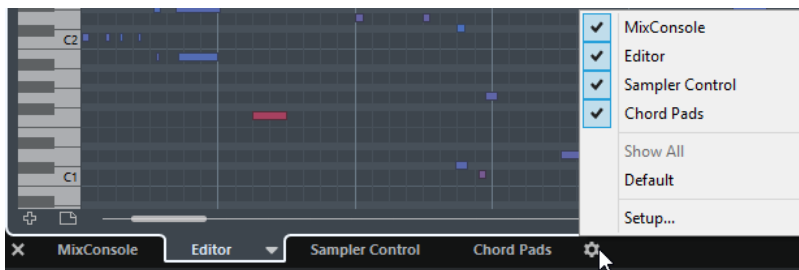 C2
C1
MixConsole
Editor
Sampler Control
Chord Pads
Show All
Default
Setup...
MixConsole Editor Sampler Control Chord Pads